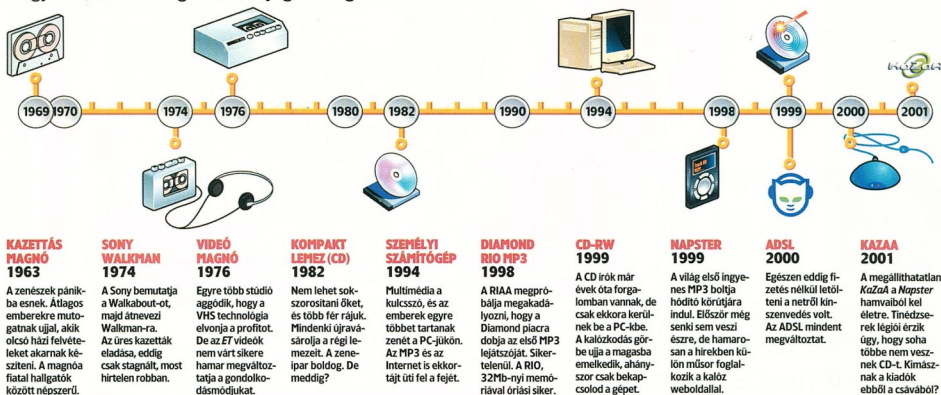 1969
1970
1974
1976
1980
1982
1990
1994
1998
1999
2000
2001
KaZaA
KAZETTÁS
MAGNÓ
1963
A zenészek pánik-
ba esnek. Átlagos
emberekre muto-
gatnak ujjal, akik
olcsó házi felvéte-
leket akarnak ké-
szíteni. A magnóa
fiatal hallgatók
között népszerű.
SONY
WALKMAN
1974
A Sony bemutatja
a Walkabout-ot,
majd átnevezi
Walkman-ra.
Az üres kazetták
eladása, eddig
csak stagnált, most
hirtelen robban.
VIDEÓ
MAGNÓ
1976
Egyre több stúdió
aggódik, hogy a
VHS technológia
elvonja a profitot.
De az ET videók
nem várt sikere
hamar megváltoz-
tatja a gondolko-
dásmódjukat.
KOMPAKT
LEMEZ (CD)
1982
Nem lehet sok-
szorosítani őket,
és több fér rájuk.
Mindenki újravá-
sárolja a régi le-
mezeit. A zene-
ipar boldog. De
meddig?
SZEMÉLYI
SZÁMÍTÓGÉP
1994
Multimédia a
kulcsszó, és az
emberek egyre
többet tartanak
zenét a PC-jükön.
Az MP3 és az
Internet is ekkor-
tájt üti fel a fejét.
DIAMOND
RIO MP3
1998
A RIAA megpró-
bálja megakadá-
lyozni, hogy a
Diamond piacra
dobja az első MP3
lejátszóját. Siker-
telenül. A RIO,
32Mb-nyi memó-
riával óriási siker.
CD-RW
1999
A CD írók már
évek óta forga-
lomban vannak, de
csak ekkora kerül-
nek be a PC-kbe.
A kalózkodás gör-
be ujja a magasba
emelkedik, ahány-
szor csak bekap-
csolod a gépet.
NAPSTER
1999
A világ első ingye-
nes MP3 boltja
hódító körútjára
indul. Először még
senki sem veszi
észre, de hamaro-
san a hírekben kü-
lön műsor foglal-
kozik a kalóz
weboldallal.
ADSL
2000
Egészen eddig fi-
zetés nélkül letöl-
teni a netről kín-
szenvedés volt.
Az ADSL mindent
megváltoztat.
KAZAA
2001
A megállíthatatlan
KaZaA a Napster
hamvaiból kel
életre. Tinédzse-
rek légiói érzik
úgy, hogy soha
többe nem vesz-
nek CD-t. Kimász-
nak a kiadók
ebből a csávából?